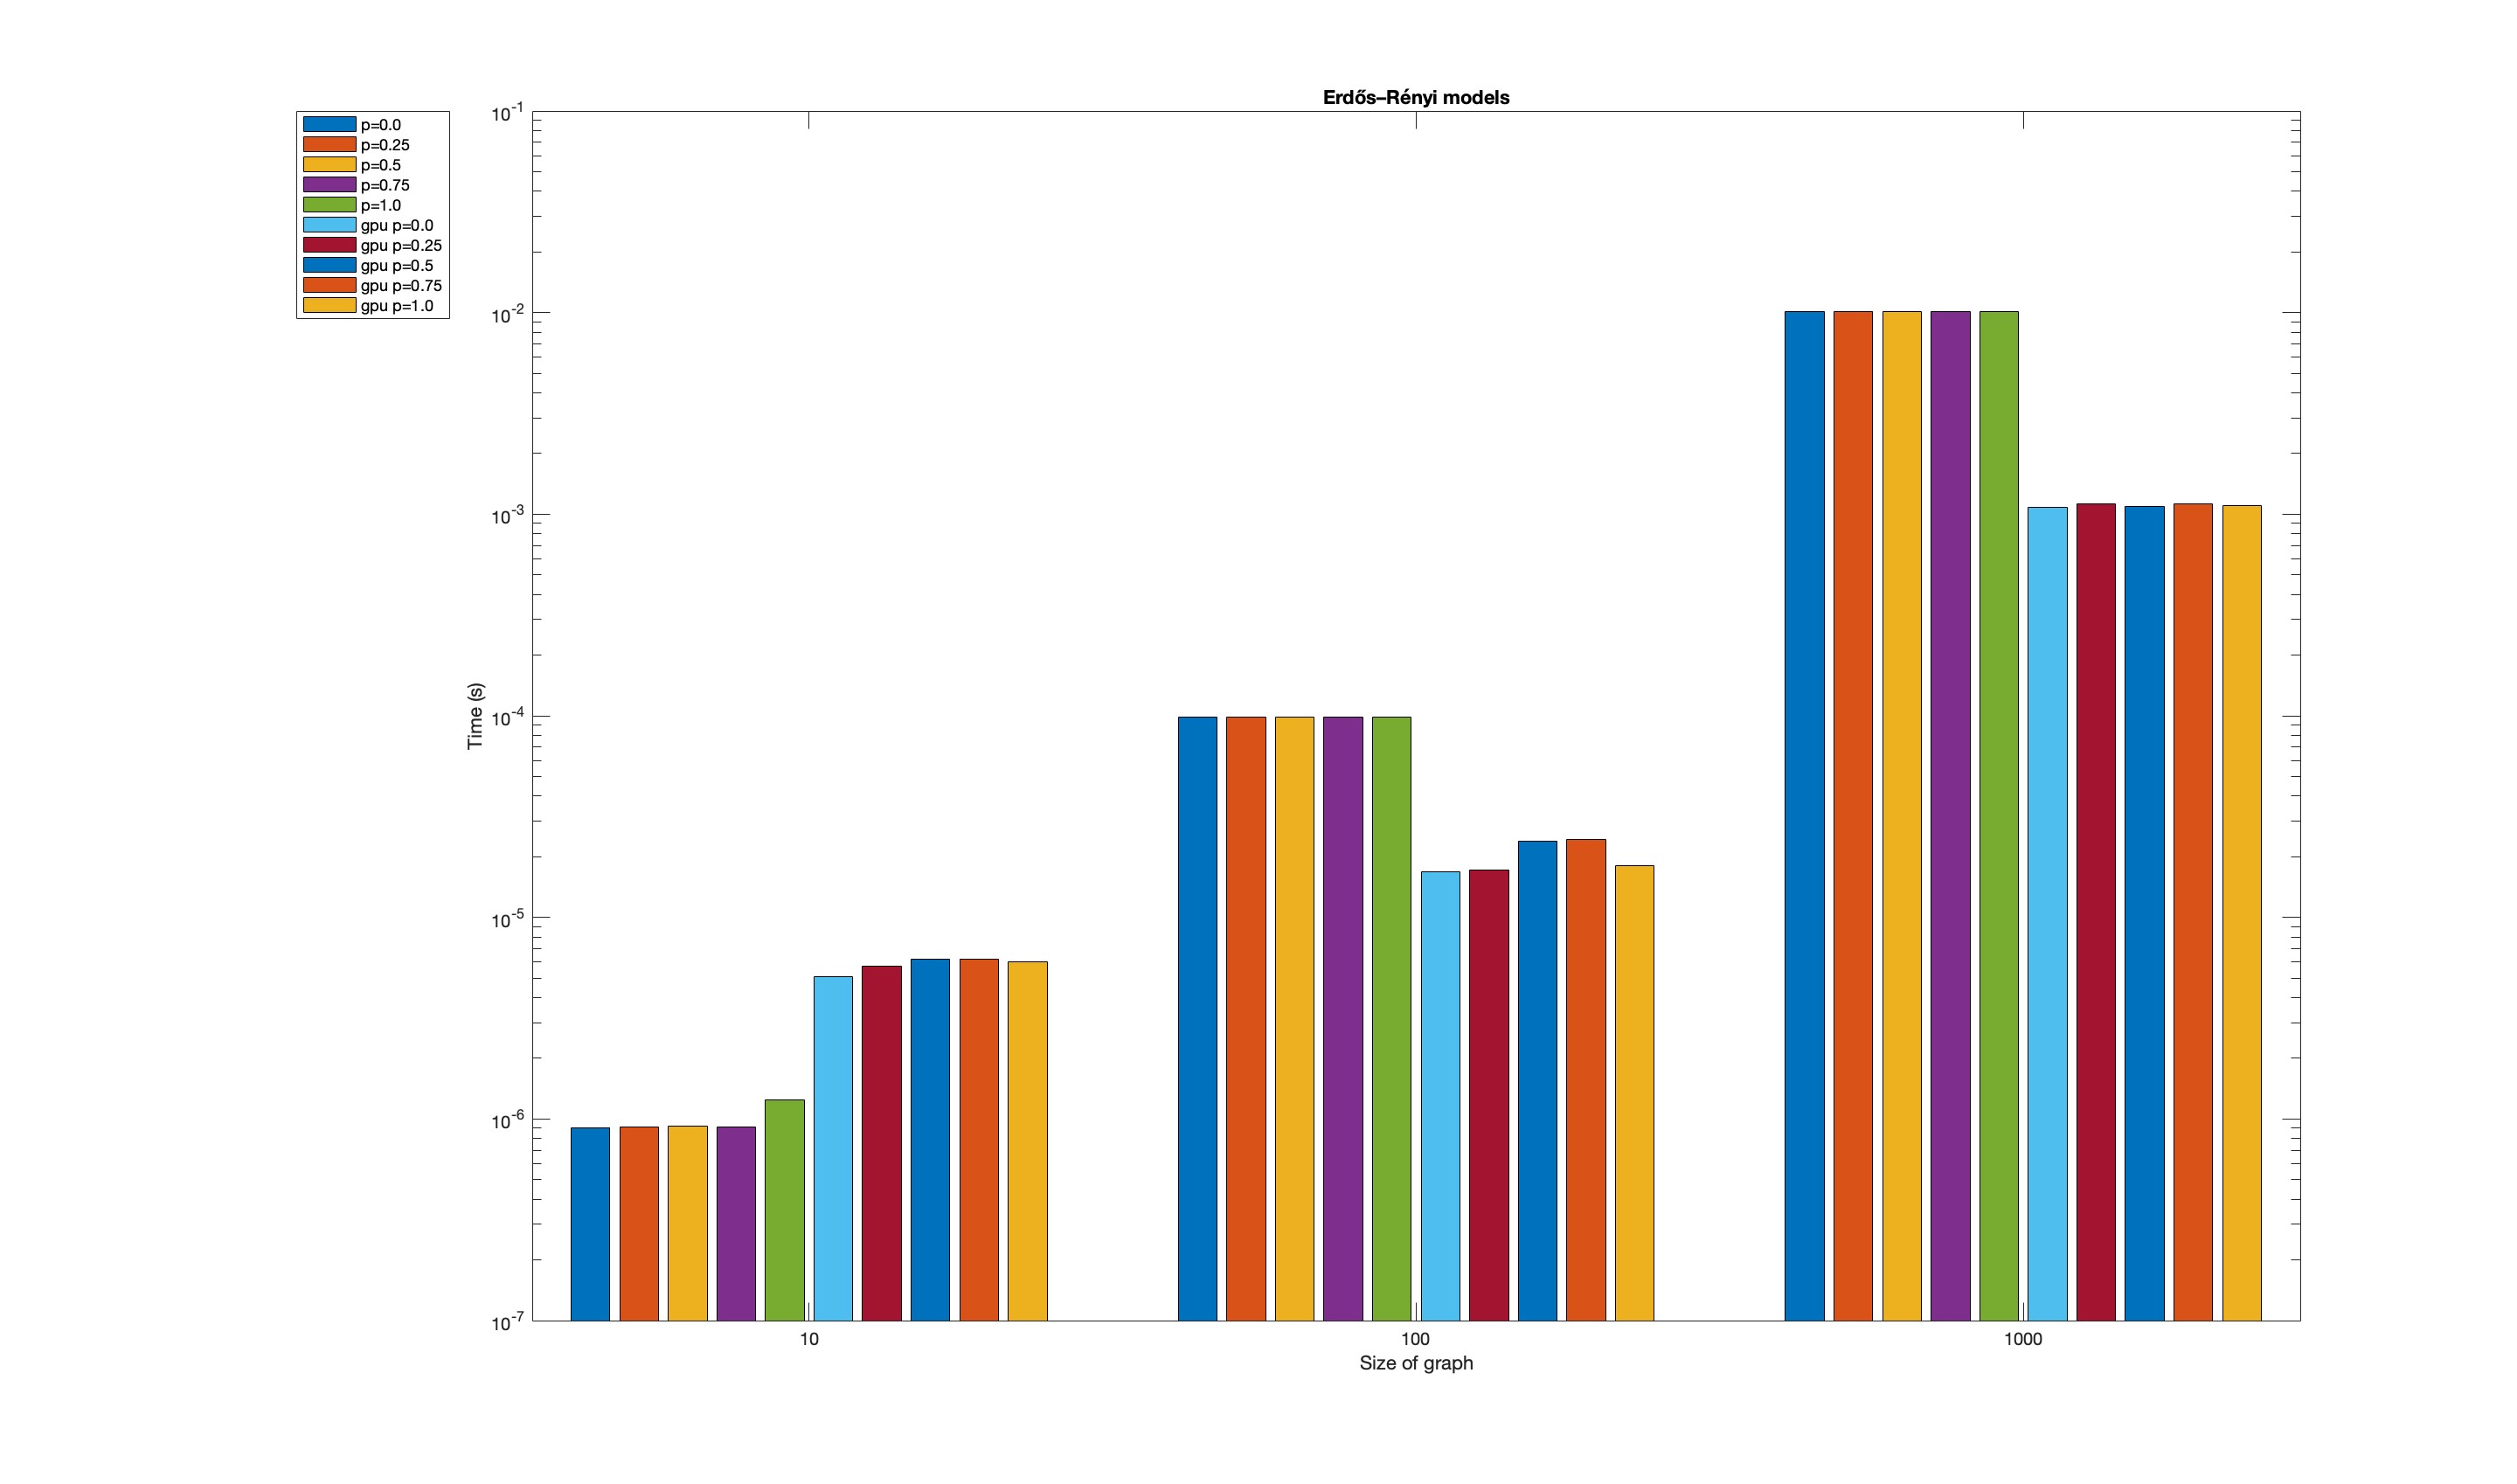 Erdős–Rényi models
p=0.0
p=0.25
p=0.5
p=0.75
p=1.0
gpu p=0.0
gpu p=0.25
gpu p=0.5
gpu p=0.75
gpu p=1.0
10^-1
10^-2
10^-3
10^-4
10^-5
10^-6
10^-7
Time (s)
10 100 1000
Size of graph